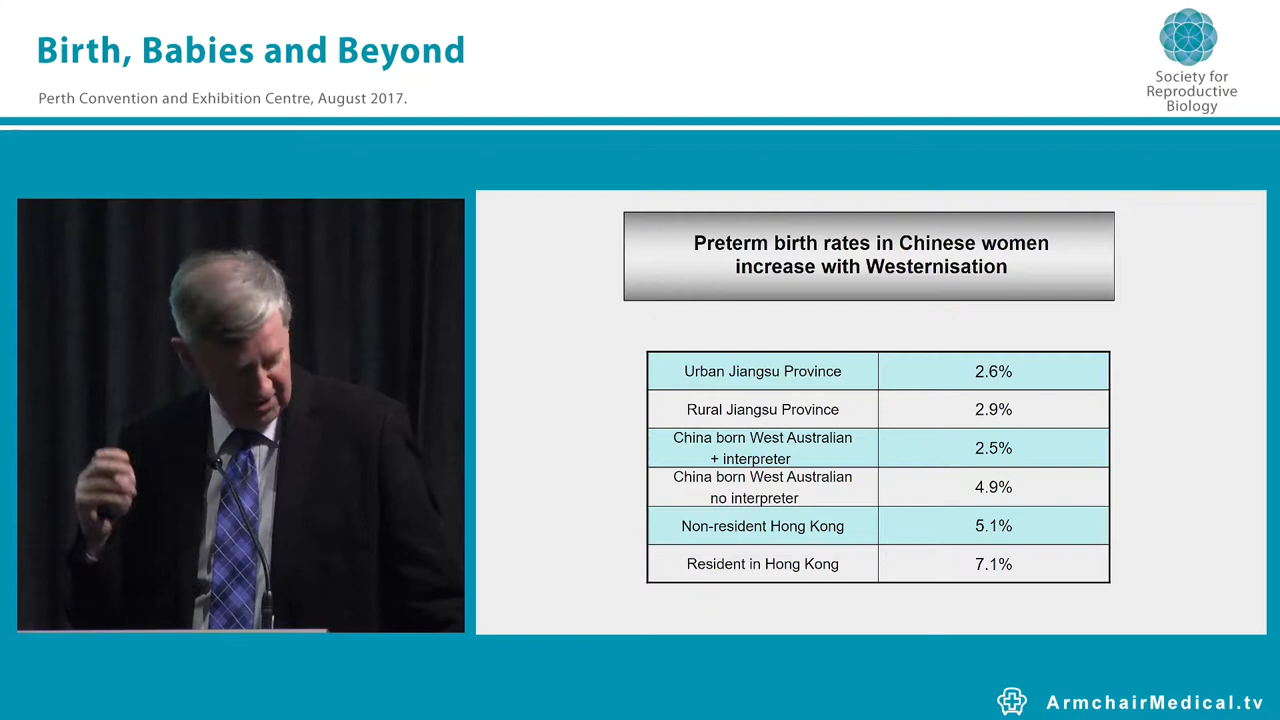 Birth, Babies and Beyond
Perth Convention and Exhibition Centre, August 2017.
Society for
Reproductive
Biology
Preterm birth rates in Chinese women
increase with Westernisation
Urban Jiangsu Province 2.6%
Rural Jiangsu Province 2.9%
China born West Australian
+ interpreter 2.5%
China born West Australian
no interpreter 4.9%
Non-resident Hong Kong 5.1%
Resident in Hong Kong 7.1%
ArmchairMedical.tv